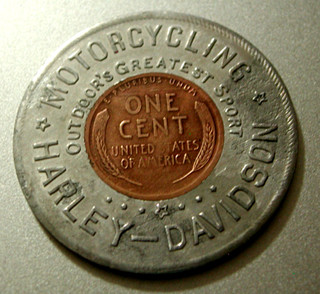 MOTORCYCLING
OUTDOOR'S GREATEST SPORT
E·PLURIBUS·UNUM
ONE
CENT
UNITED STATES
OF AMERICA
HARLEY-DAVIDSON